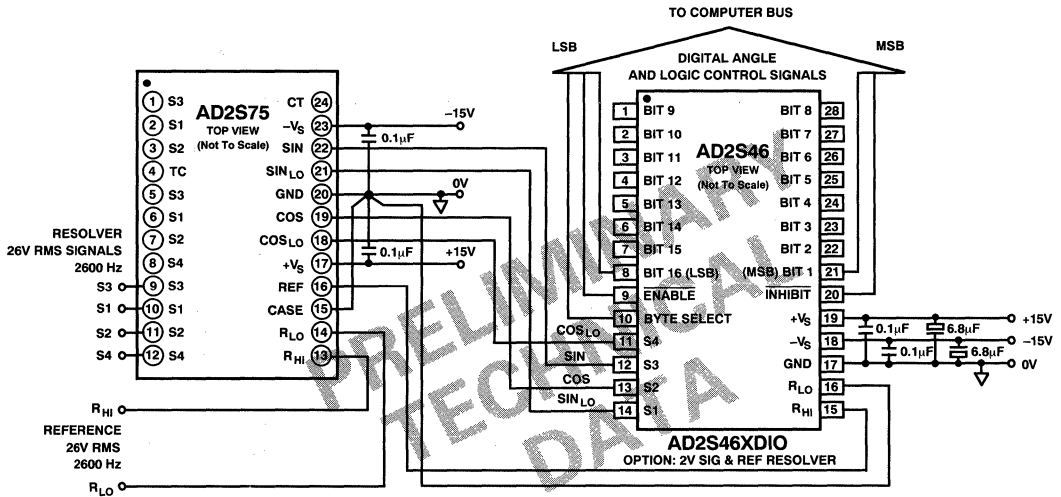 TO COMPUTER BUS
LSB
MSB
DIGITAL ANGLE
AND LOGIC CONTROL SIGNALS
AD2S75
TOP VIEW
(Not To Scale)
1 S3
2 S1
3 S2
4 TC
5 S3
6 S1
7 S2
8 S4
9 S3
10 S1
11 S2
12 S4
CT 24
–VS 23
SIN 22
SINLO 21
GND 20
COS 19
COSLO 18
+VS 17
REF 16
CASE 15
RLO 14
RHI 13
–15V
0.1µF
0V
0.1µF
+15V
RESOLVER
26V RMS SIGNALS
2600 Hz
S3
S1
S2
S4
RHI
REFERENCE
26V RMS
2600 Hz
RLO
AD2S46
TOP VIEW
(Not To Scale)
1 BIT 9
2 BIT 10
3 BIT 11
4 BIT 12
5 BIT 13
6 BIT 14
7 BIT 15
8 BIT 16 (LSB)
9 ENABLE
10 BYTE SELECT
11 S4
12 S3
13 S2
14 S1
COSLO
SIN
COS
SINLO
BIT 8 28
BIT 7 27
BIT 6 26
BIT 5 25
BIT 4 24
BIT 3 23
BIT 2 22
(MSB) BIT 1 21
INHIBIT 20
+VS 19
–VS 18
GND 17
RLO 16
RHI 15
0.1µF
6.8µF
0.1µF
6.8µF
+15V
–15V
0V
AD2S46XDIO
OPTION: 2V SIG & REF RESOLVER
PRELIMINARY
TECHNICAL
DATA